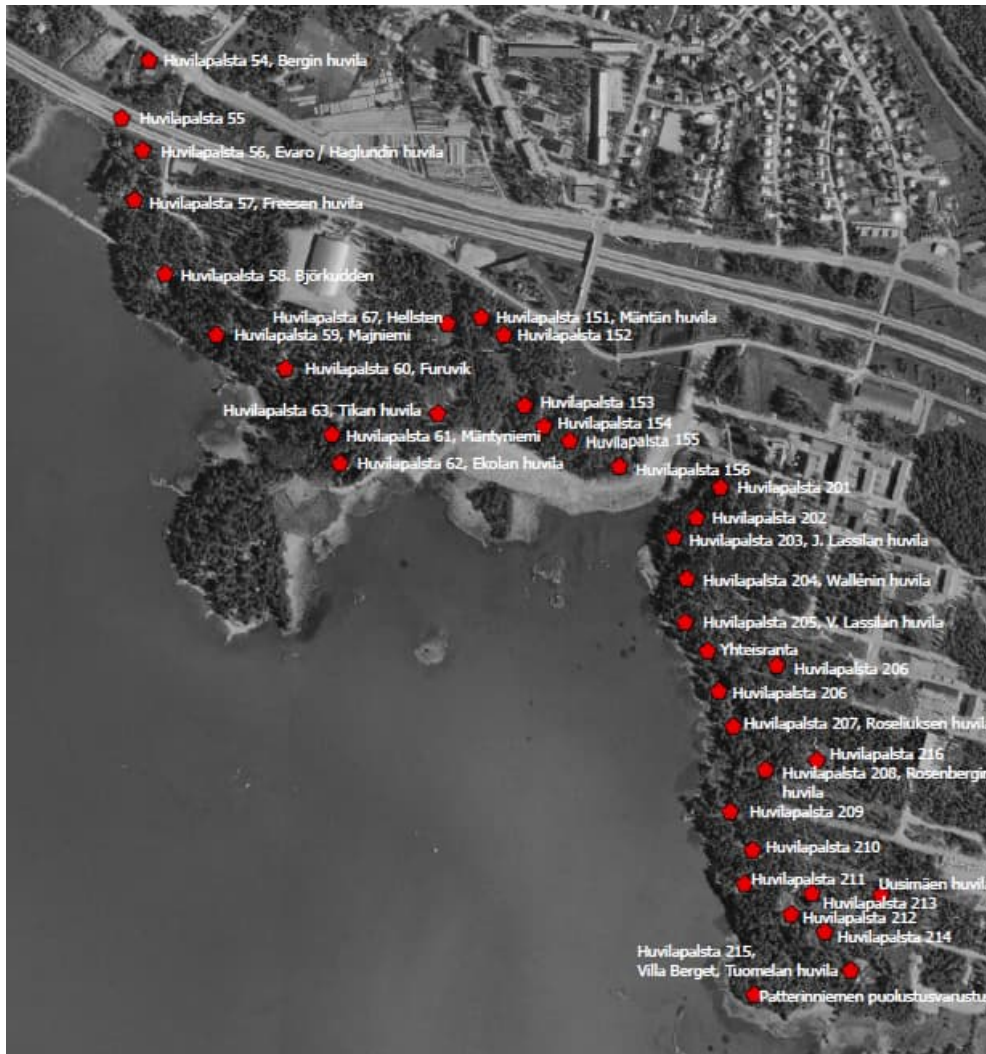 Huvilapalsta 54, Bergin huvila
Huvilapalsta 55
Huvilapalsta 56, Evaro / Haglundin huvila
Huvilapalsta 57, Freesen huvila
Huvilapalsta 58. Björkudden
Huvilapalsta 67, Hellsten
Huvilapalsta 151, Mäntän huvila
Huvilapalsta 59, Majniemi
Huvilapalsta 152
Huvilapalsta 60, Furuvik
Huvilapalsta 63, Tikan huvila
Huvilapalsta 153
Huvilapalsta 154
Huvilapalsta 61, Mäntyniemi
Huvilapalsta 155
Huvilapalsta 62, Ekolan huvila
Huvilapalsta 156
Huvilapalsta 201
Huvilapalsta 202
Huvilapalsta 203, J. Lassilan huvila
Huvilapalsta 204, Wallénin huvila
Huvilapalsta 205, V. Lassilan huvila
Yhteisranta
Huvilapalsta 206
Huvilapalsta 206
Huvilapalsta 207, Roseliuksen huvila
Huvilapalsta 216
Huvilapalsta 208, Rosenbergin
huvila
Huvilapalsta 209
Huvilapalsta 210
Huvilapalsta 211
Uusimäen huvila
Huvilapalsta 213
Huvilapalsta 212
Huvilapalsta 214
Huvilapalsta 215,
Villa Berget, Tuomelan huvila
Patterinniemen puolustusvarustu